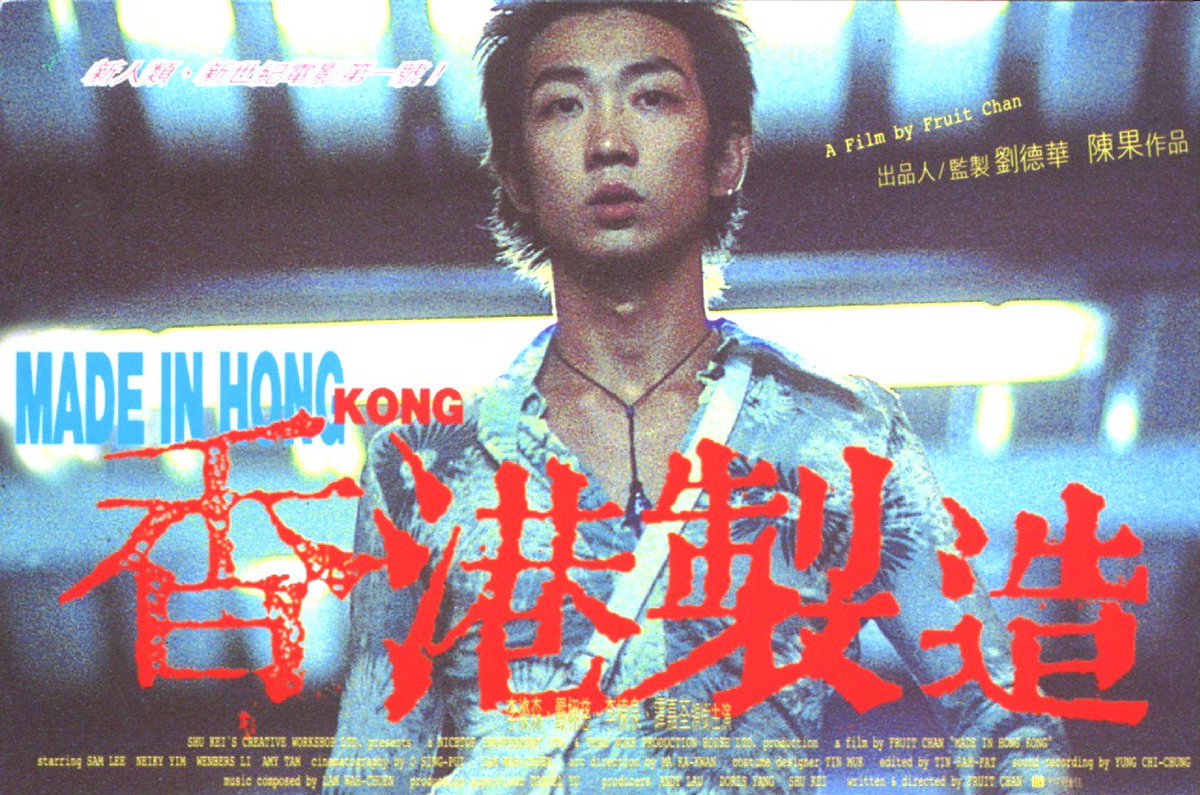 新人類、新世紀電影第一號！
A Film by Fruit Chan
出品人/監製 劉德華 陳果作品
MADE IN HONG
KONG
香港製造
SHU KEI'S CREATIVE WORKSHOP LTD. presents a NICETOP INDEPENDENT LTD. & TEAM WORK PRODUCTION HOUSE LTD. production a film by FRUIT CHAN "MADE IN HONG KONG"
starring SAM LEE NEIKY YIM WENBERS LI AMY TAM cinematography by O SING-PUI LAM WAH-CHUEN art direction by MA KA-KWAN costume designer TIN MUK edited by TIN SAM-FAT sound recording by YUNG CHI-CHUNG
music composed by LAM WAH-CHUEN production YU producers ANDY LAU DORIS YANG SHU KEI written & directed by FRUIT CHAN